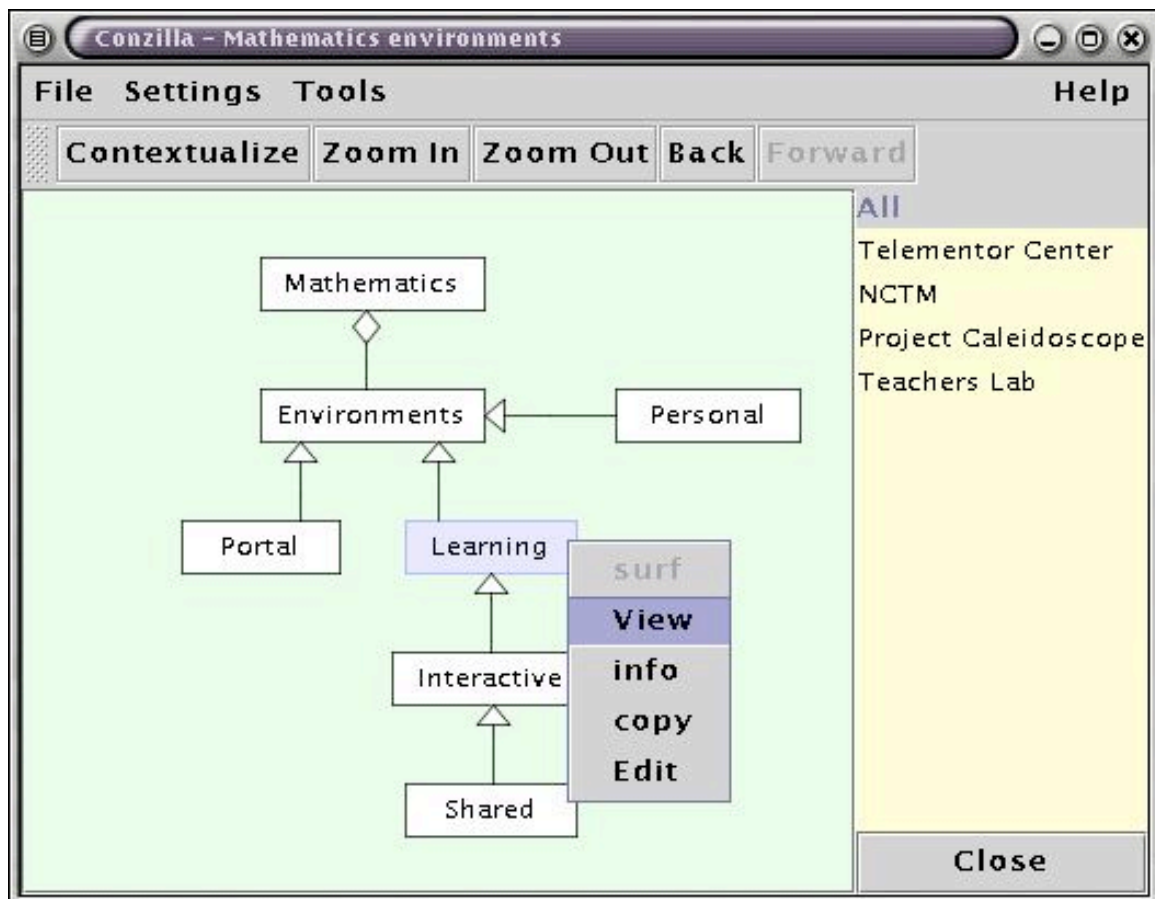 Conzilla - Mathematics environments
File Settings Tools Help
Contextualize Zoom In Zoom Out Back Forward
All
Telementor Center
NCTM
Project Caleidoscope
Teachers Lab
Mathematics
Environments Personal
Portal Learning
surf
View
info
copy
Edit
Interactive
Shared
Close